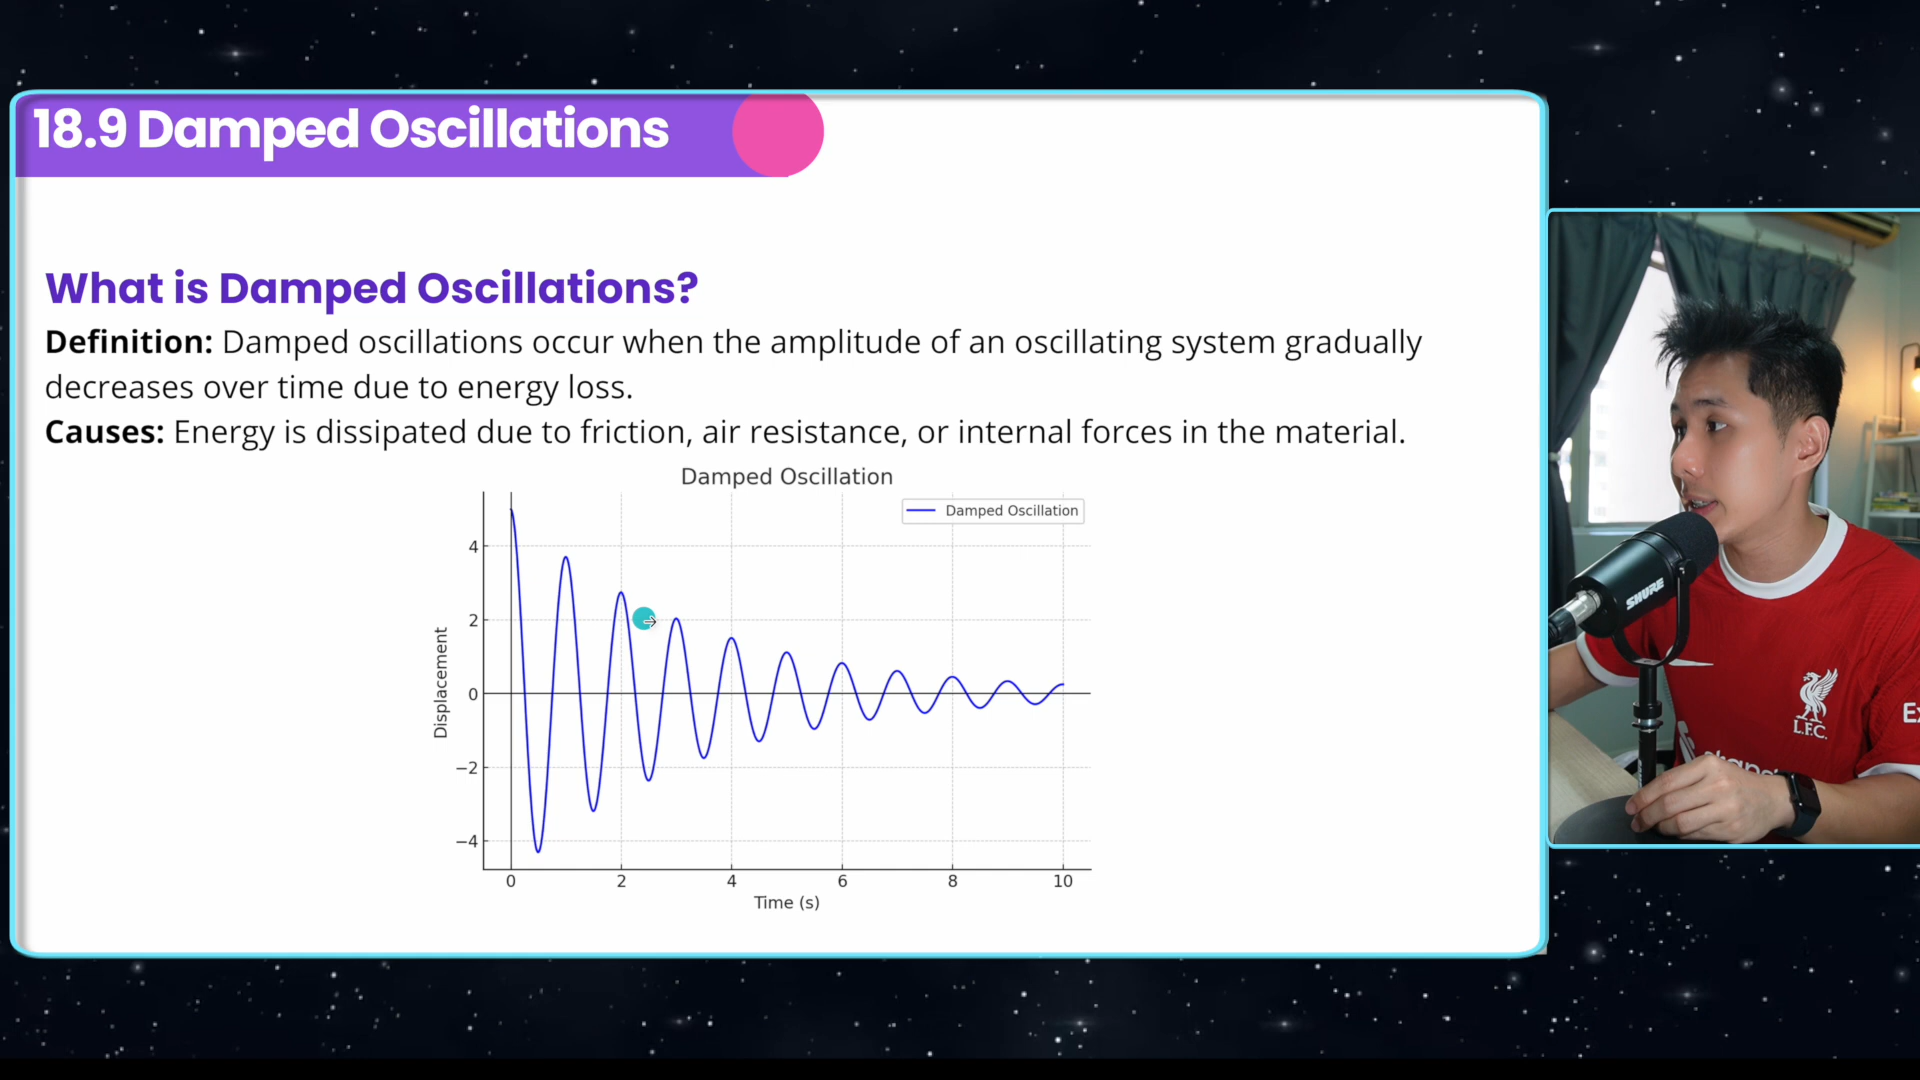 18.9 Damped Oscillations
What is Damped Oscillations?
Definition: Damped oscillations occur when the amplitude of an oscillating system gradually
decreases over time due to energy loss.
Causes: Energy is dissipated due to friction, air resistance, or internal forces in the material.
Damped Oscillation
Damped Oscillation
4
2
0
−2
−4
Displacement
0 2 4 6 8 10
Time (s)
SHURE
L.F.C.